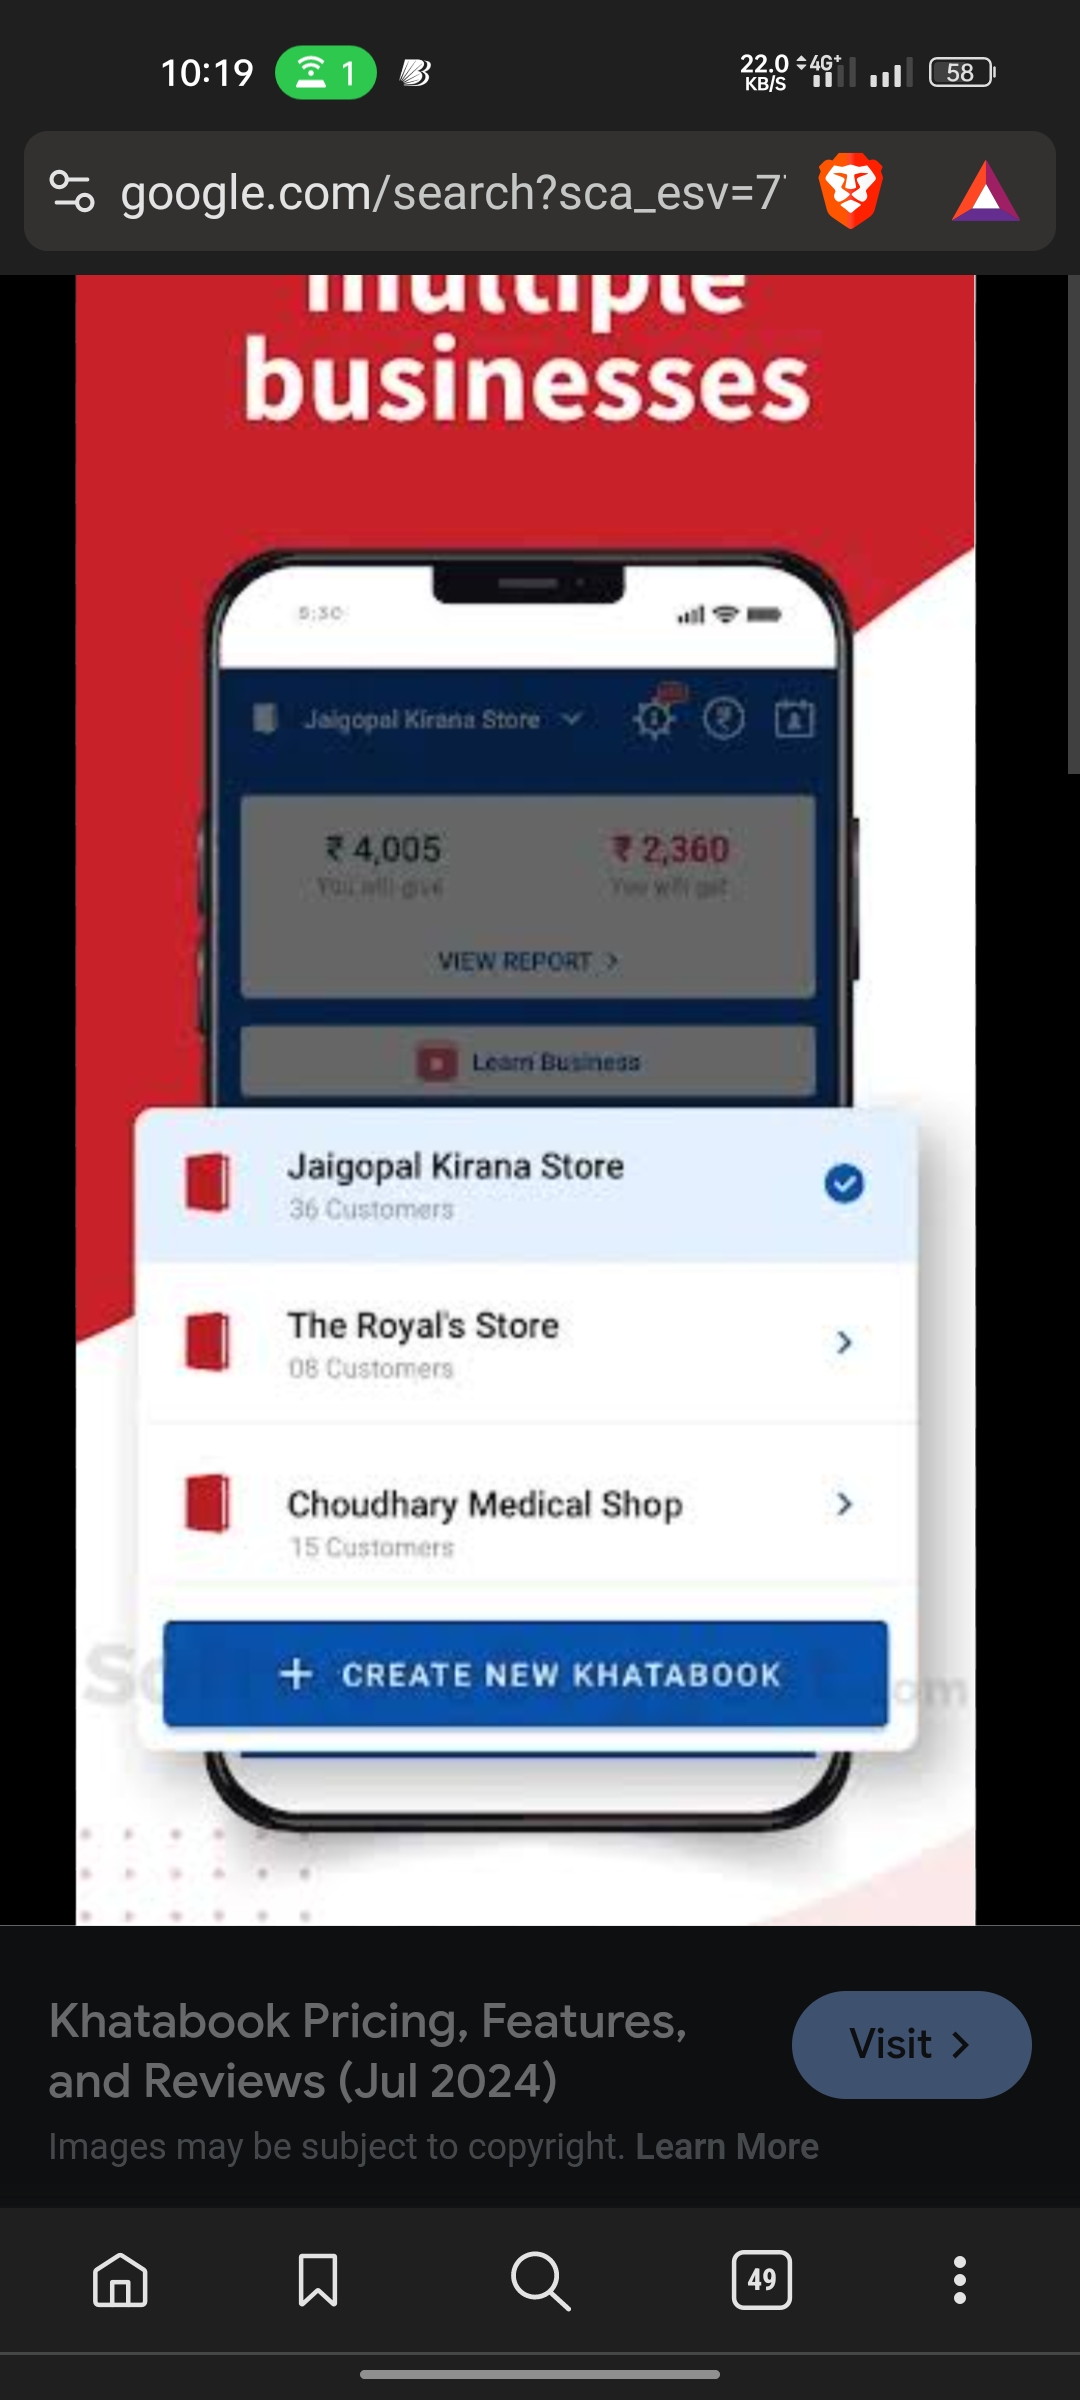 10:19
1
22.0
KB/S
4G+
58
google.com/search?sca_esv=7
multiple
businesses
5:30
Jaigopal Kirana Store
₹ 4,005
₹ 2,360
You will give
You will get
VIEW REPORT >
Learn Business
Jaigopal Kirana Store
36 Customers
The Royal's Store
08 Customers
Choudhary Medical Shop
15 Customers
+ CREATE NEW KHATABOOK
Khatabook Pricing, Features,
and Reviews (Jul 2024)
Visit >
Images may be subject to copyright. Learn More
49